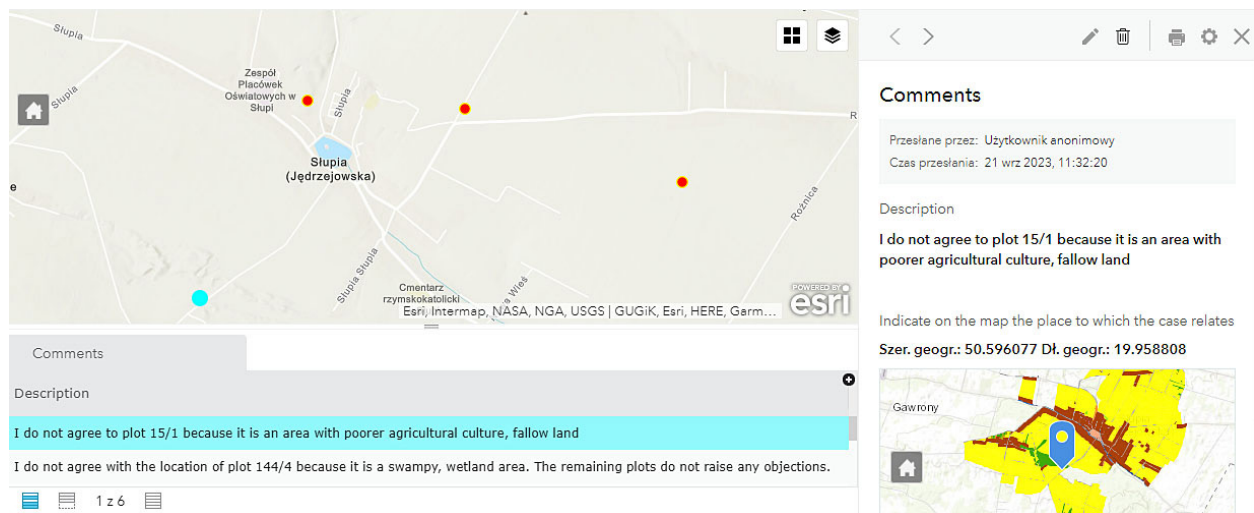 Słupia
Słupia
Zespół
Placówek
Oświatowych w
Słupi
Słupia
Słupia
(Jędrzejowska)
e
R
Rożnica
Słupia Słupia
Cmentarz
rzymskokatolicki
Wieś
POWERED BY
esri
Esri, Intermap, NASA, NGA, USGS | GUGiK, Esri, HERE, Garm...
Comments
Description
I do not agree to plot 15/1 because it is an area with poorer agricultural culture, fallow land
I do not agree with the location of plot 144/4 because it is a swampy, wetland area. The remaining plots do not raise any objections.
1 z 6
Comments
Przesłane przez: Użytkownik anonimowy
Czas przesłania: 21 wrz 2023, 11:32:20
Description
I do not agree to plot 15/1 because it is an area with
poorer agricultural culture, fallow land
Indicate on the map the place to which the case relates
Szer. geogr.: 50.596077 Dł. geogr.: 19.958808
Gawrony